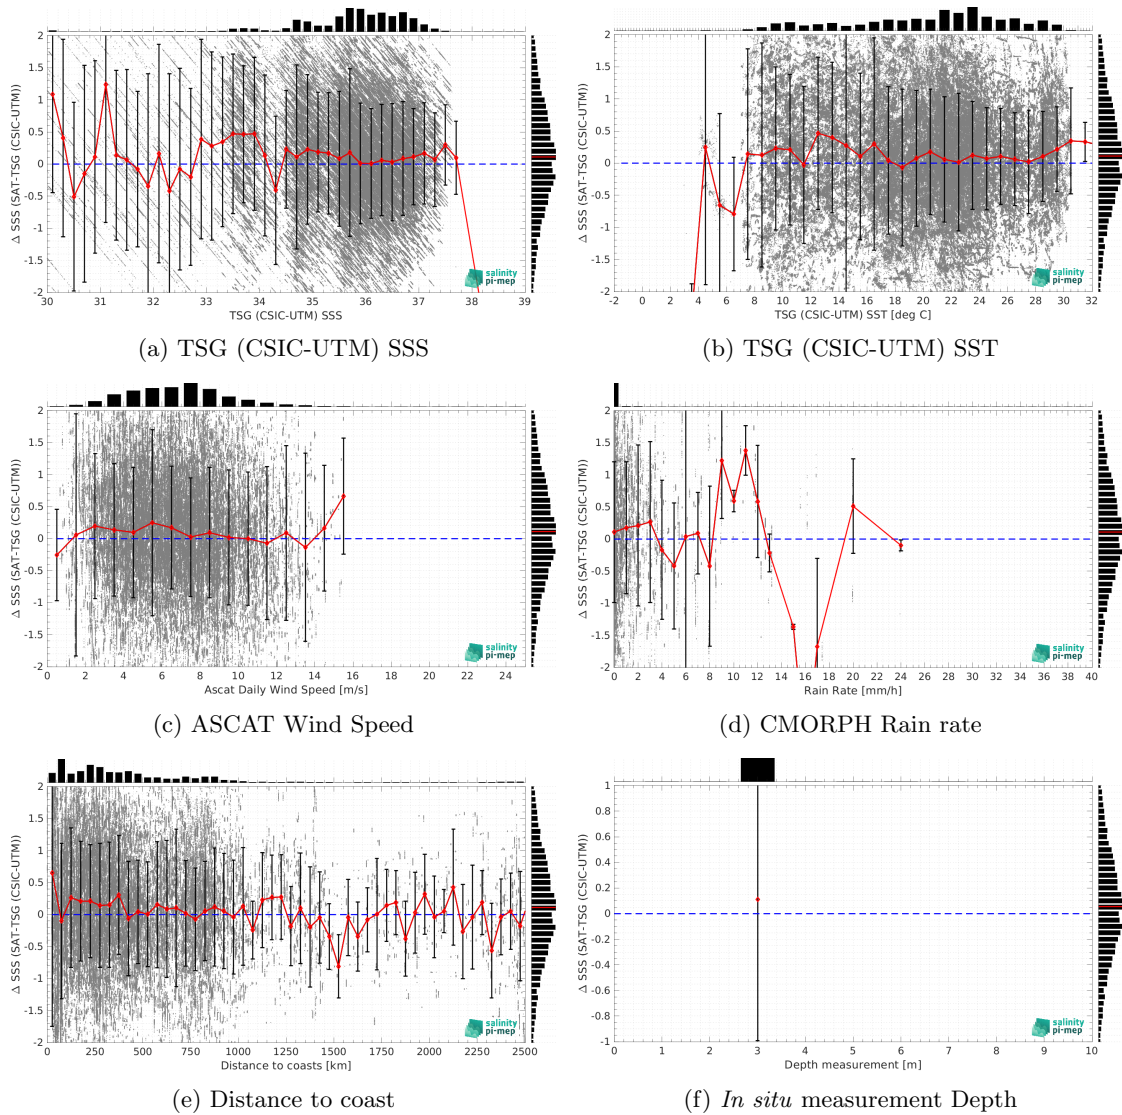 Δ SSS (SAT-TSG (CSIC-UTM))
2
1.5
1
0.5
0
-0.5
-1
-1.5
-2
30 31 32 33 34 35 36 37 38 39
TSG (CSIC-UTM) SSS
salinity
pi-mep
(a) TSG (CSIC-UTM) SSS
Δ SSS (SAT-TSG (CSIC-UTM))
2
1.5
1
0.5
0
-0.5
-1
-1.5
-2
-2 0 2 4 6 8 10 12 14 16 18 20 22 24 26 28 30 32
TSG (CSIC-UTM) SST [deg C]
salinity
pi-mep
(b) TSG (CSIC-UTM) SST
Δ SSS (SAT-TSG (CSIC-UTM))
2
1.5
1
0.5
0
-0.5
-1
-1.5
-2
0 2 4 6 8 10 12 14 16 18 20 22 24
Ascat Daily Wind Speed [m/s]
salinity
pi-mep
(c) ASCAT Wind Speed
Δ SSS (SAT-TSG (CSIC-UTM))
2
1.5
1
0.5
0
-0.5
-1
-1.5
-2
0 2 4 6 8 10 12 14 16 18 20 22 24 26 28 30 32 34 36 38 40
Rain Rate [mm/h]
salinity
pi-mep
(d) CMORPH Rain rate
Δ SSS (SAT-TSG (CSIC-UTM))
2
1.5
1
0.5
0
-0.5
-1
-1.5
-2
0 250 500 750 1000 1250 1500 1750 2000 2250 2500
Distance to coasts [km]
salinity
pi-mep
(e) Distance to coast
Δ SSS (SAT-TSG (CSIC-UTM))
1
0.8
0.6
0.4
0.2
0
-0.2
-0.4
-0.6
-0.8
-1
0 1 2 3 4 5 6 7 8 9 10
Depth measurement [m]
salinity
pi-mep
(f) In situ measurement Depth